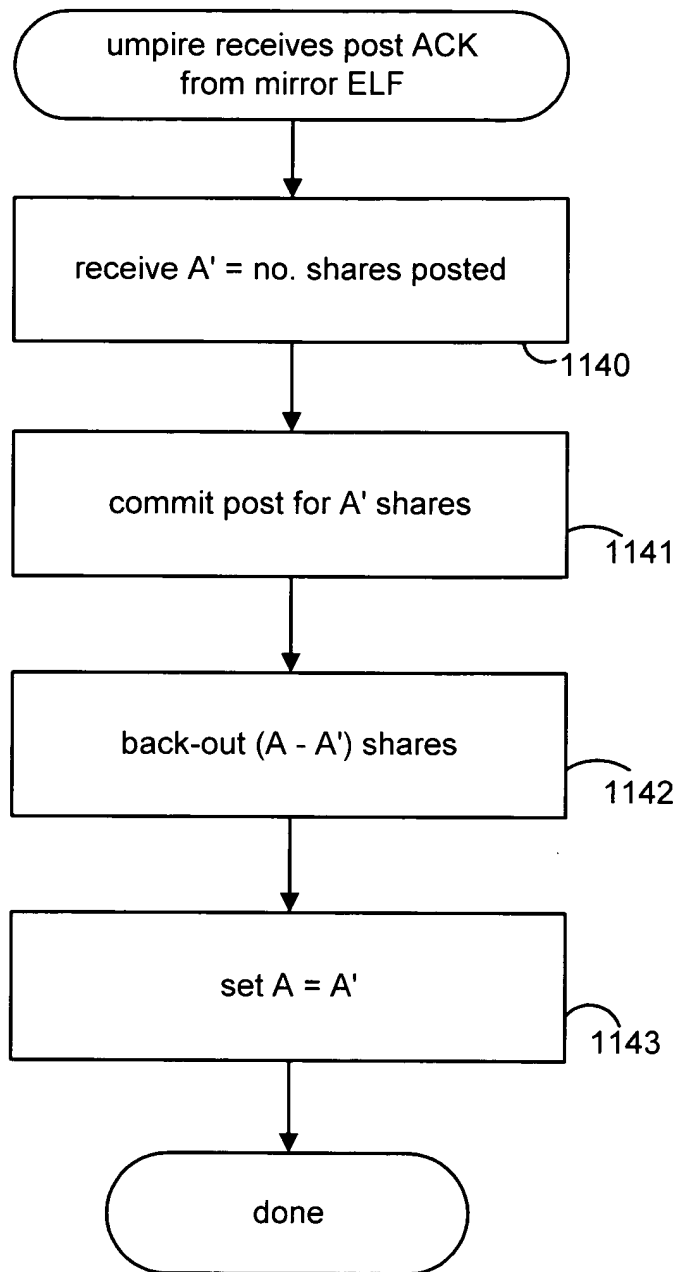 umpire receives post ACK
from mirror ELF
receive A' = no. shares posted
1140
commit post for A' shares
1141
back-out (A - A') shares
1142
set A = A'
1143
done